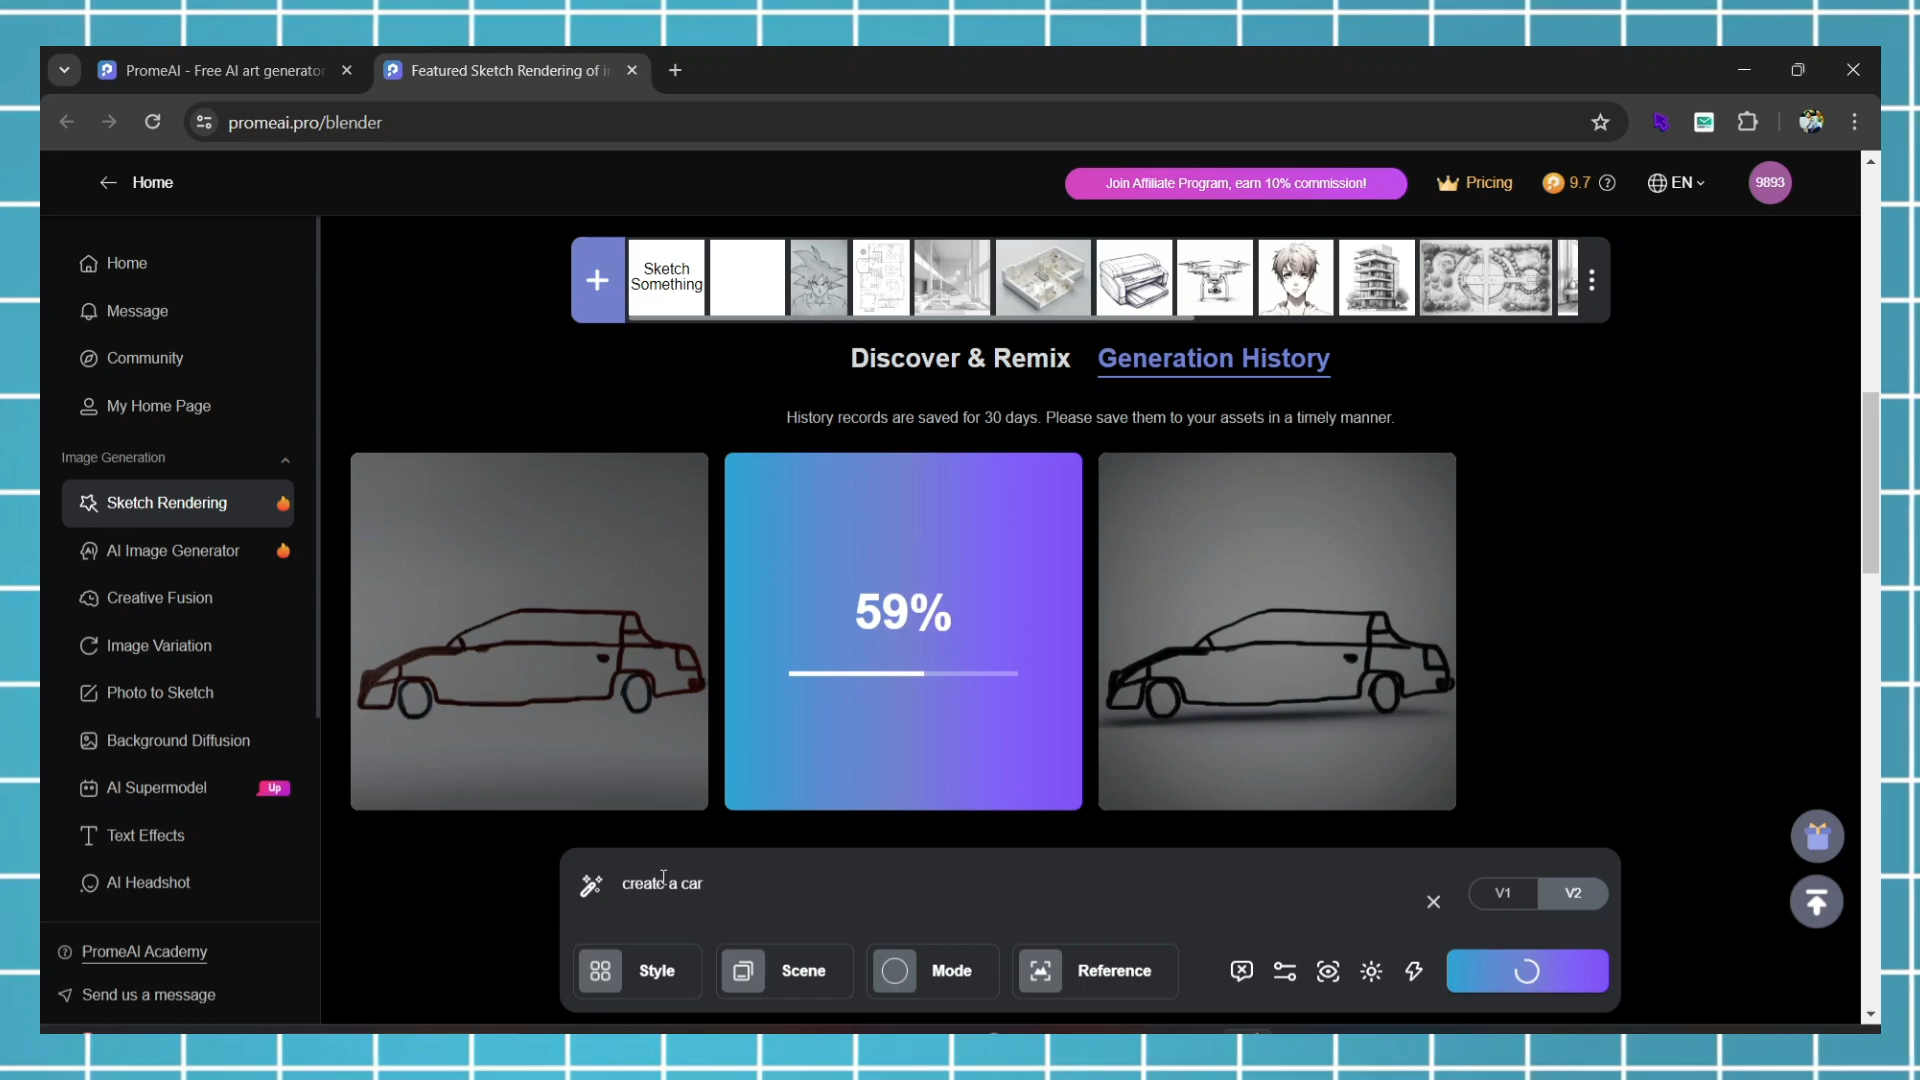 PromeAI - Free AI art generator
Featured Sketch Rendering of i
promeai.pro/blender
Home
Join Affiliate Program, earn 10% commission!
Pricing
9.7
EN
9893
Home
Message
Community
My Home Page
Image Generation
Sketch Rendering
AI Image Generator
Creative Fusion
Image Variation
Photo to Sketch
Background Diffusion
AI Supermodel
Up
Text Effects
AI Headshot
PromeAI Academy
Send us a message
Sketch
Something
Discover & Remix
Generation History
History records are saved for 30 days. Please save them to your assets in a timely manner.
59%
create a car
V1
V2
Style
Scene
Mode
Reference